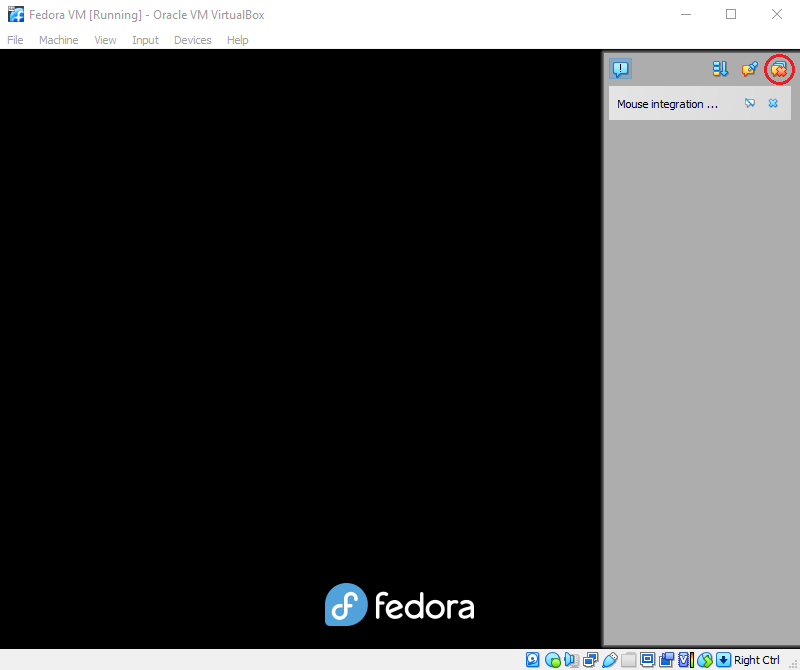 Fedora VM [Running] - Oracle VM VirtualBox
File Machine View Input Devices Help
Mouse integration ...
fedora
Right Ctrl